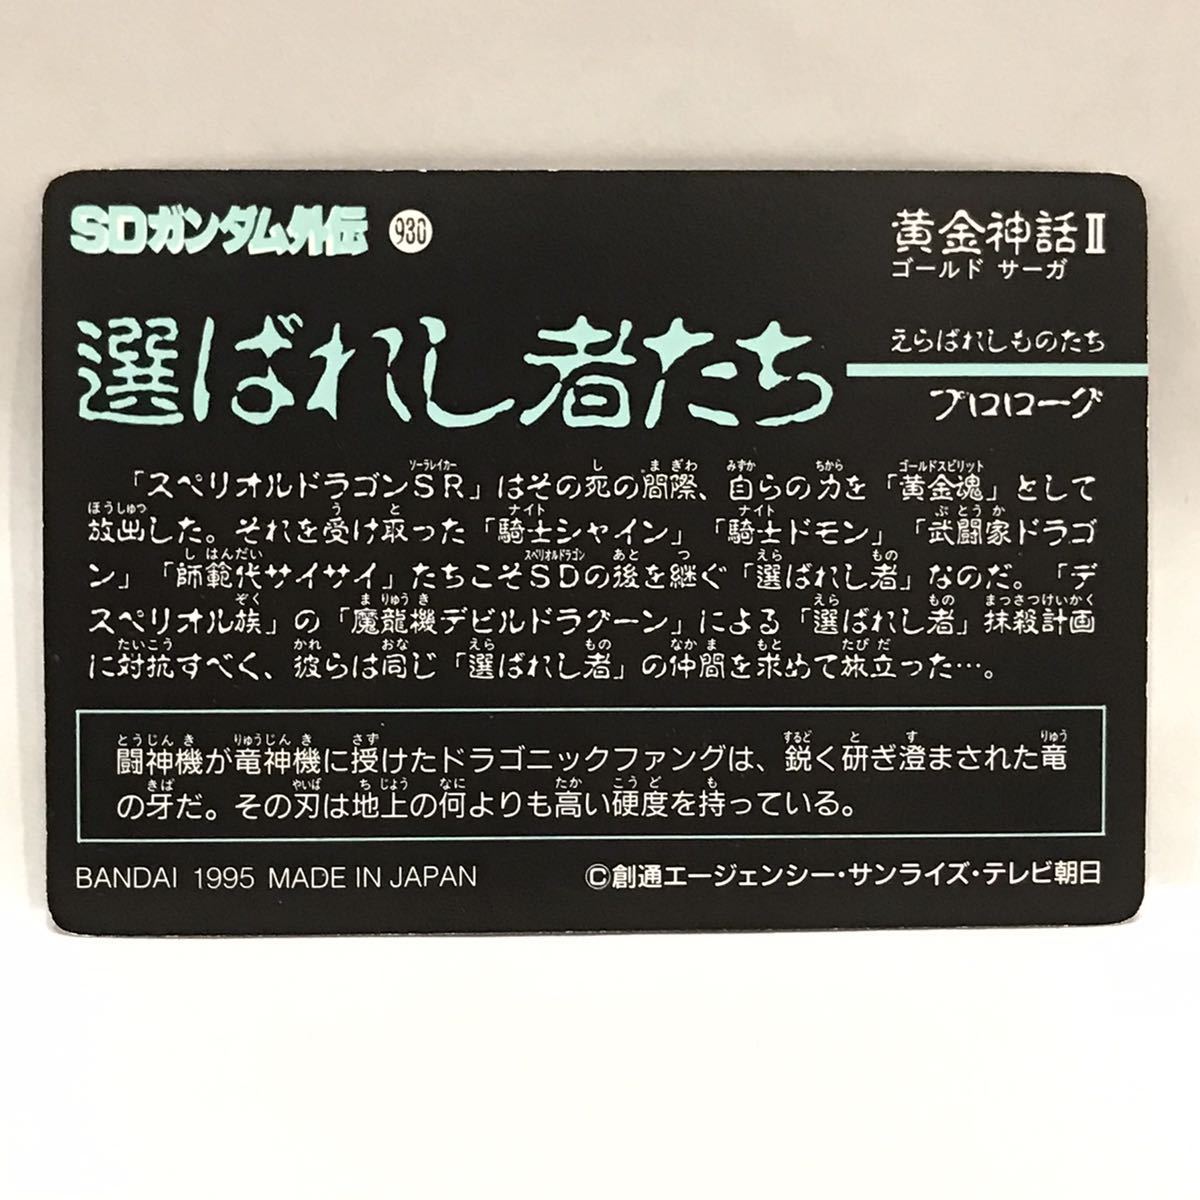 SDガンダム外伝 930
黄金神話II
ゴールド サーガ
選ばれし者たち
えらばれしものたち
プロローグ
「スペリオルドラゴンSR」はその死の間際、自らの力を「黄金魂」として
放出した。それを受け取った「騎士シャイン」「騎士ドモン」「武闘家ドラゴ
ン」「師範代サイサイ」たちこそSDの後を継ぐ「選ばれし者」なのだ。「デ
スペリオル族」の「魔龍機デビルドラグーン」による「選ばれし者」抹殺計画
に対抗すべく、彼らは同じ「選ばれし者」の仲間を求めて旅立った…。
闘神機が竜神機に授けたドラゴニックファングは、鋭く研ぎ澄まされた竜
の牙だ。その刃は地上の何よりも高い硬度を持っている。
BANDAI 1995 MADE IN JAPAN
©創通エージェンシー・サンライズ・テレビ朝日